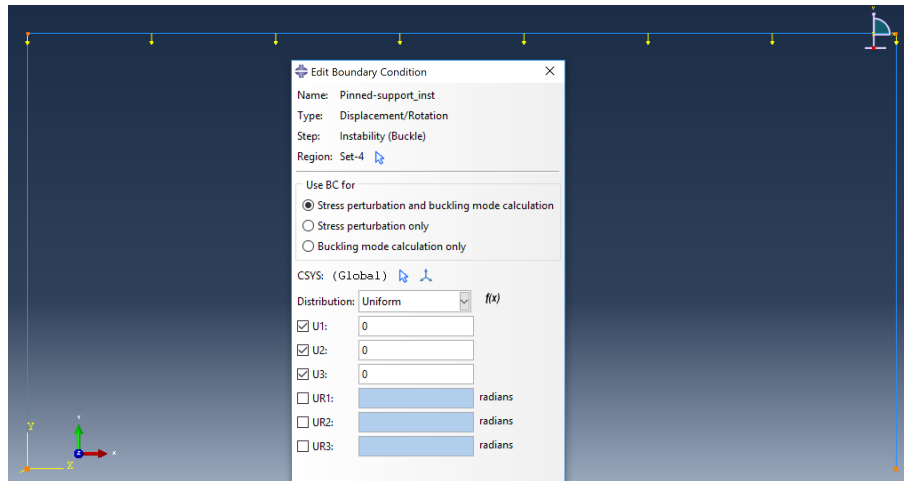 Edit Boundary Condition
Name: Pinned-support_inst
Type: Displacement/Rotation
Step: Instability (Buckle)
Region: Set-4
Use BC for
Stress perturbation and buckling mode calculation
Stress perturbation only
Buckling mode calculation only
CSYS: (Global)
Distribution: Uniform f(x)
U1: 0
U2: 0
U3: 0
UR1: radians
UR2: radians
UR3: radians
Y
X
Z
X